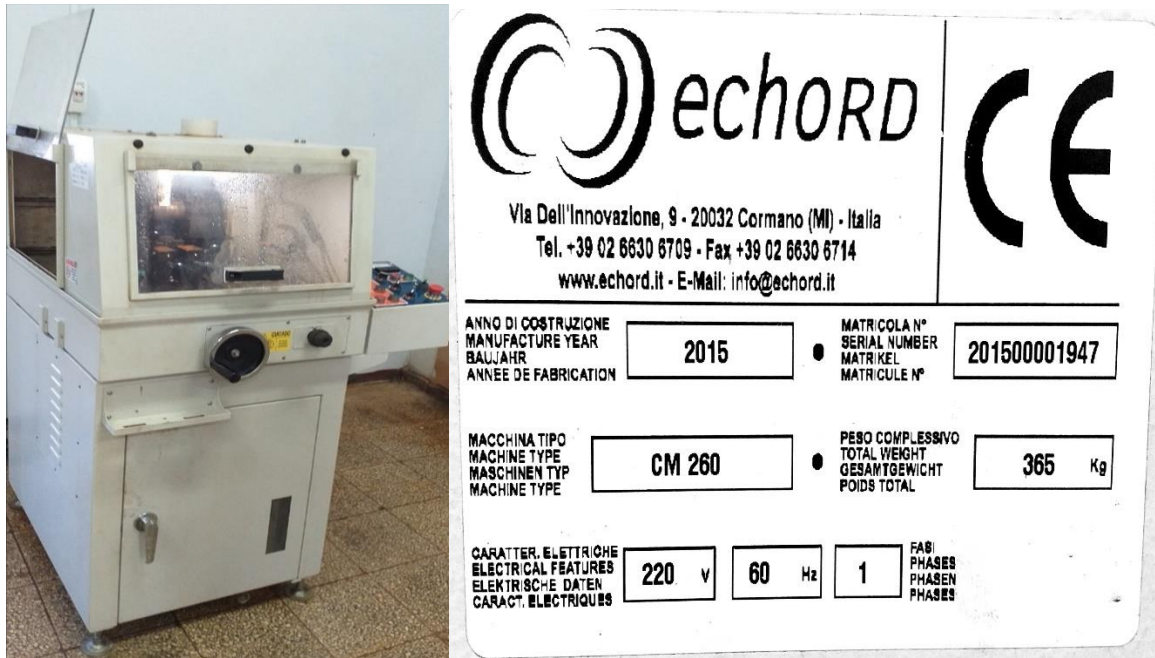 echoRD
CE
Via Dell'Innovazione, 9 - 20032 Cormano (MI) - Italia
Tel. +39 02 6630 6709 - Fax +39 02 6630 6714
www.echord.it - E-Mail: info@echord.it
ANNO DI COSTRUZIONE
MANUFACTURE YEAR
BAUJAHR
ANNEE DE FABRICATION
2015
MATRICOLA N°
SERIAL NUMBER
MATRIKEL
MATRICULE N°
201500001947
MACCHINA TIPO
MACHINE TYPE
MASCHINEN TYP
MACHINE TYPE
CM 260
PESO COMPLESSIVO
TOTAL WEIGHT
GESAMTGEWICHT
POIDS TOTAL
365 Kg
CARATTER. ELETTRICHE
ELECTRICAL FEATURES
ELEKTRISCHE DATEN
CARACT. ELECTRIQUES
220 V
60 Hz
1
FASI
PHASES
PHASEN
PHASES